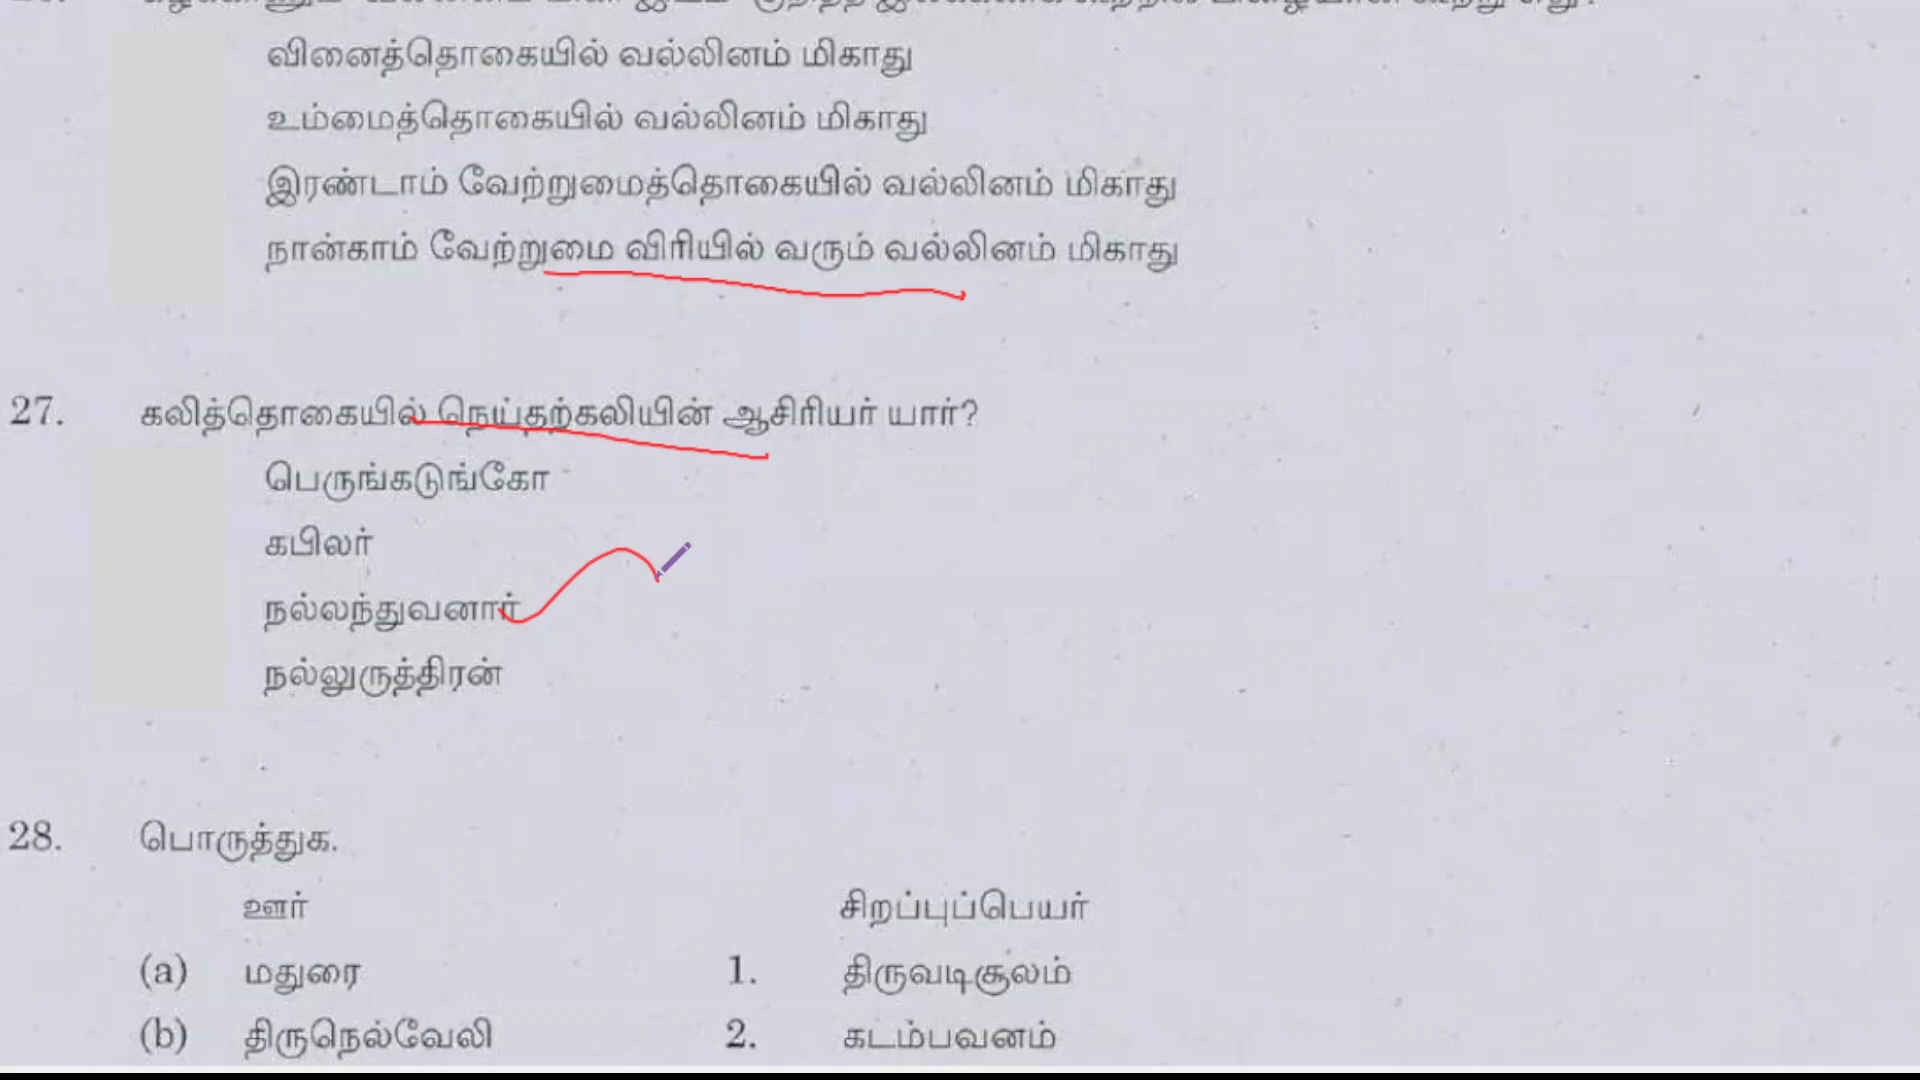 வினைத்தொகையில் வல்லினம் மிகாது
உம்மைத்தொகையில் வல்லினம் மிகாது
இரண்டாம் வேற்றுமைத்தொகையில் வல்லினம் மிகாது
நான்காம் வேற்றுமை விரியில் வரும் வல்லினம் மிகாது
27. கலித்தொகையில் நெய்தற்கலியின் ஆசிரியர் யார்?
பெருங்கடுங்கோ
கபிலர்
நல்லந்துவனார்
நல்லுருத்திரன்
28. பொருத்துக.
ஊர் சிறப்புப்பெயர்
(a) மதுரை 1. திருவடிசூலம்
(b) திருநெல்வேலி 2. கடம்பவனம்